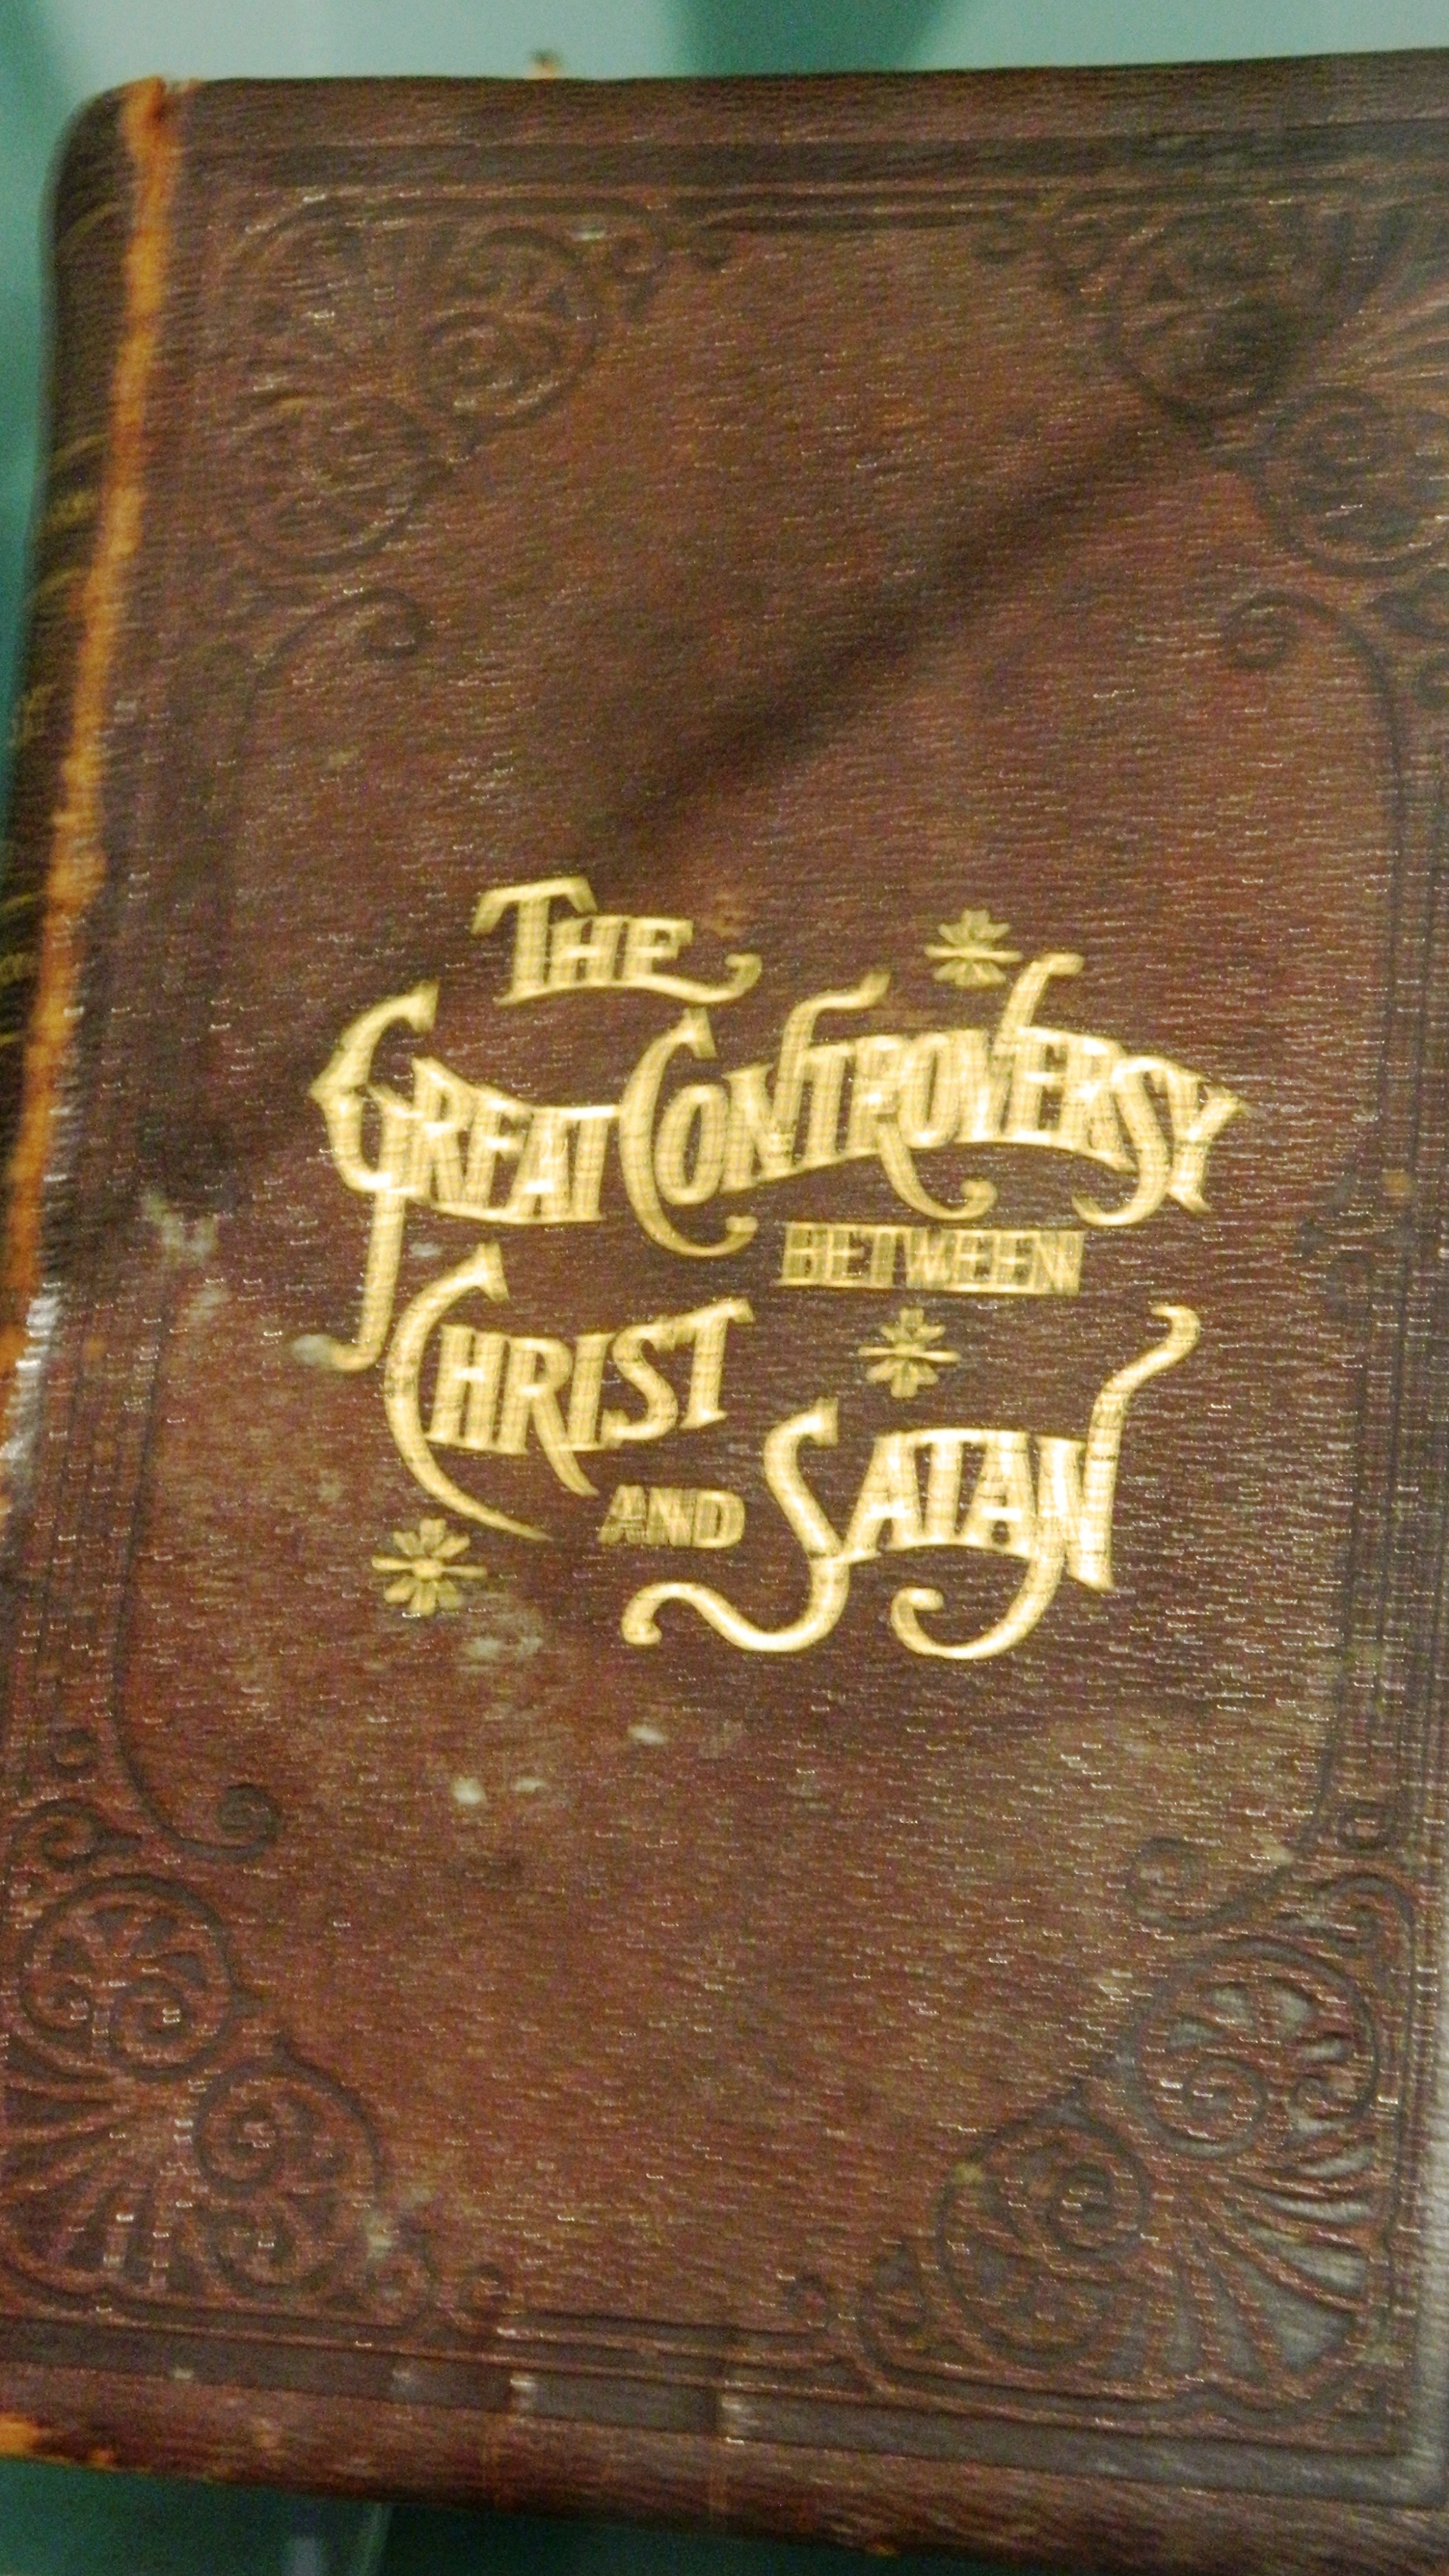 THE
GREAT CONTROVERSY
BETWEEN
CHRIST
AND SATAN